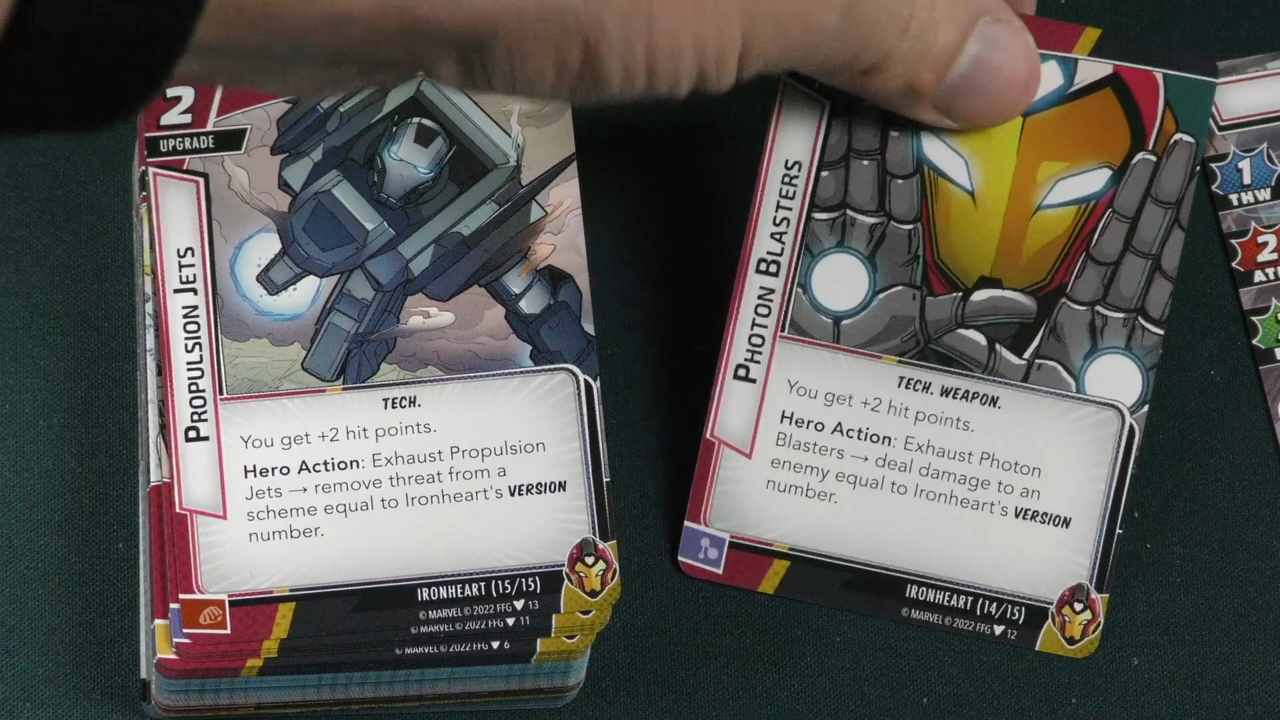 2
UPGRADE
PROPULSION JETS
TECH.
You get +2 hit points.
Hero Action: Exhaust Propulsion
Jets → remove threat from a
scheme equal to Ironheart's VERSION
number.
IRONHEART (15/15)
© MARVEL © 2022 FFG 13
© MARVEL © 2022 FFG 11
© MARVEL © 2022 FFG 6
PHOTON BLASTERS
TECH. WEAPON.
You get +2 hit points.
Hero Action: Exhaust Photon
Blasters → deal damage to an
enemy equal to Ironheart's VERSION
number.
IRONHEART (14/15)
© MARVEL © 2022 FFG 12
1
THW
2